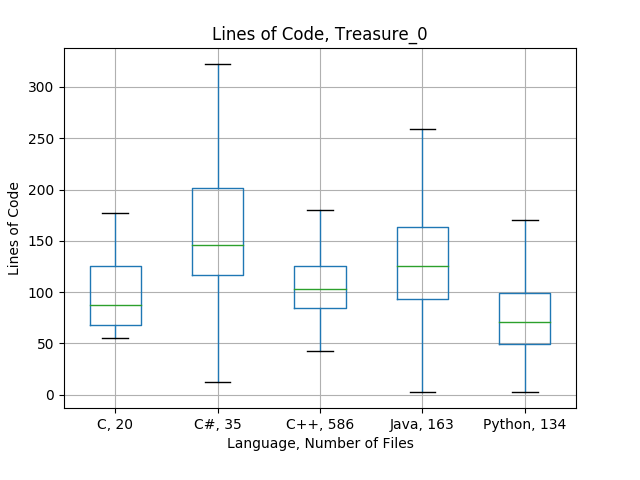 Lines of Code, Treasure_0
Lines of Code
300
250
200
150
100
50
0
C, 20
C#, 35
C++, 586
Java, 163
Python, 134
Language, Number of Files